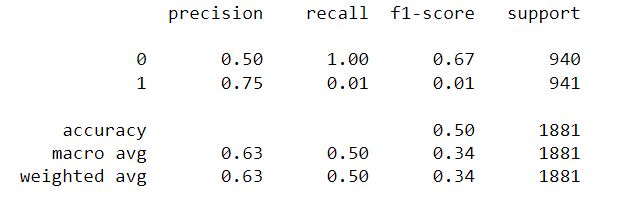 precision recall f1-score support
0 0.50 1.00 0.67 940
1 0.75 0.01 0.01 941
accuracy 0.50 1881
macro avg 0.63 0.50 0.34 1881
weighted avg 0.63 0.50 0.34 1881